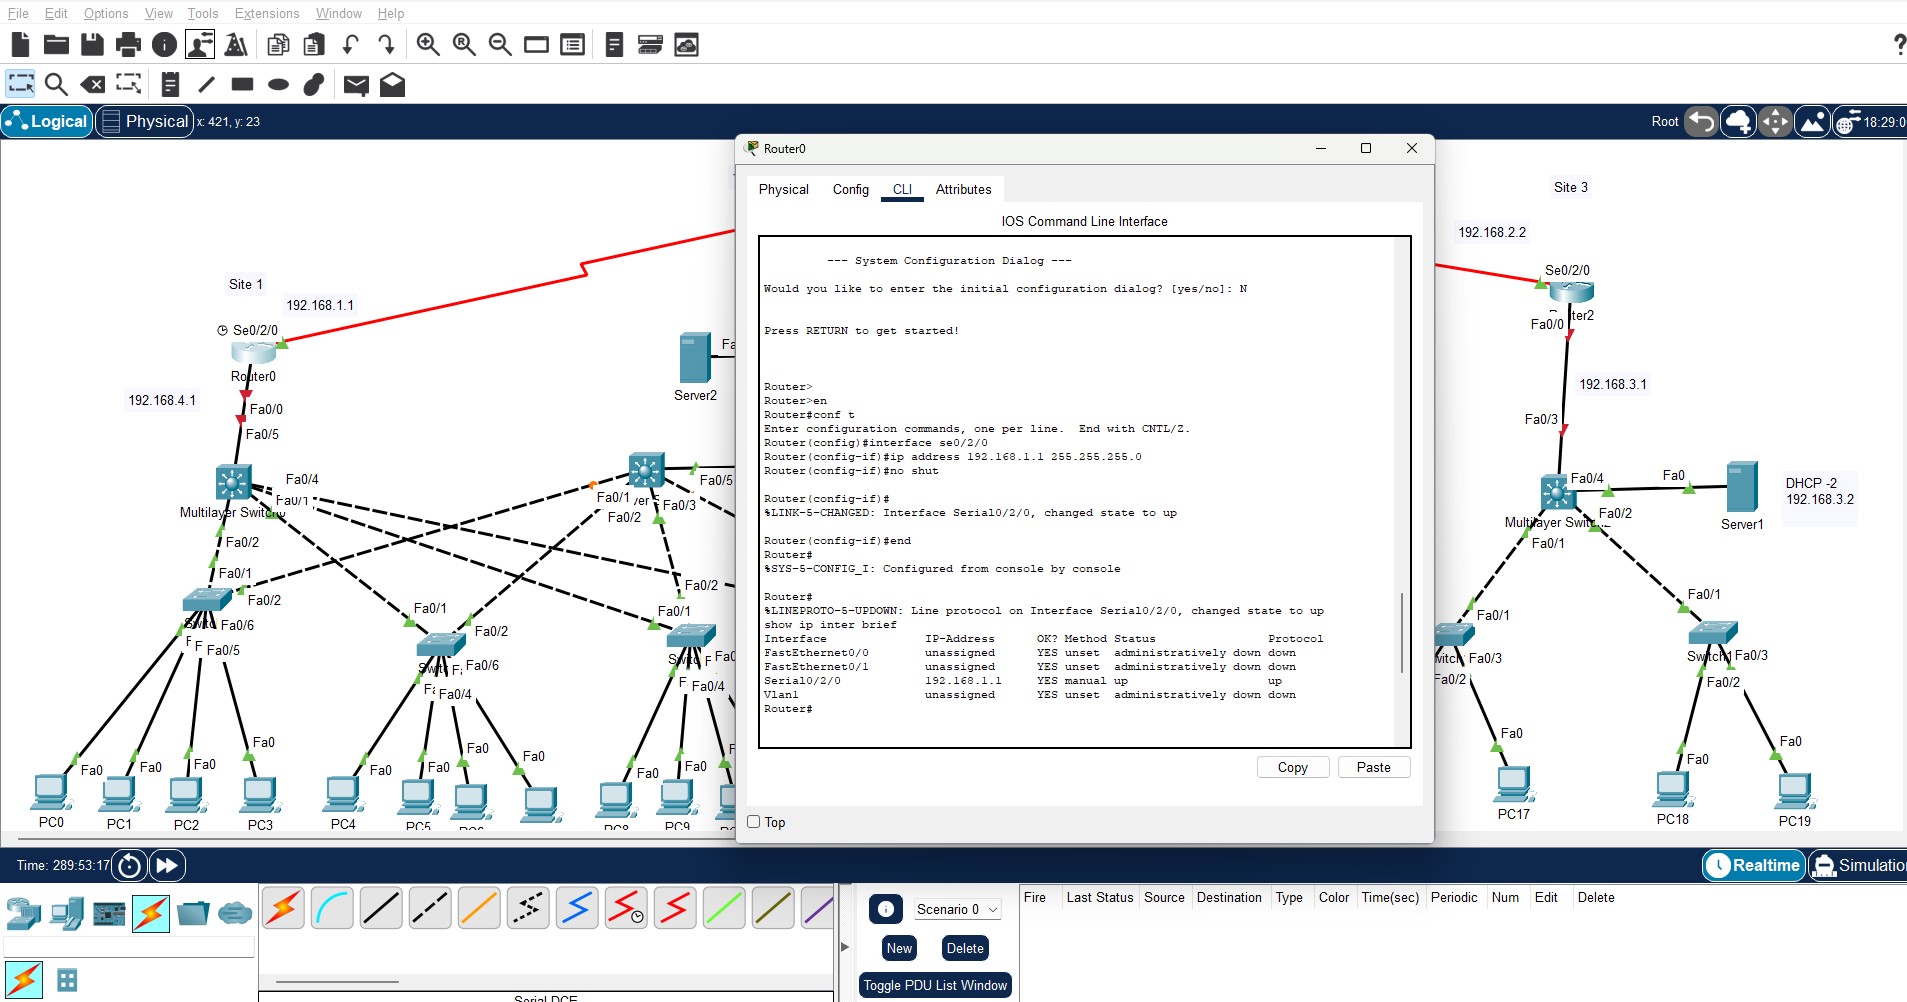 File Edit Options View Tools Extensions Window Help
?
Logical
Physical
x: 421, y: 23
Root
18:29:0
Site 1
192.168.1.1
Se0/2/0
Router0
192.168.4.1
Fa0/0
Fa0/5
Fa0/4
Fa0/1
Multilayer Switch0
Fa0/2
Fa0/1
Fa0/2
Fa0/6
Fa0/5
Fa0
Fa0
Fa0
Fa0
PC0
PC1
PC2
PC3
Server2
Fa
Fa0/1
Fa0/2
Fa0/3
Fa0/5
Fa0/1
Fa0/2
Fa0/6
Fa0/4
Fa0
Fa0
Fa0
Fa0
PC4
PC5
Fa0/2
Fa0/1
Fa0/4
Fa0
Fa0
PC8
PC9
Router0
Physical Config CLI Attributes
IOS Command Line Interface
--- System Configuration Dialog ---
Would you like to enter the initial configuration dialog? [yes/no]: N
Press RETURN to get started!
Router>
Router>en
Router#conf t
Enter configuration commands, one per line.  End with CNTL/Z.
Router(config)#interface se0/2/0
Router(config-if)#ip address 192.168.1.1 255.255.255.0
Router(config-if)#no shut
Router(config-if)#
%LINK-5-CHANGED: Interface Serial0/2/0, changed state to up
Router(config-if)#end
Router#
%SYS-5-CONFIG_I: Configured from console by console
Router#
%LINEPROTO-5-UPDOWN: Line protocol on Interface Serial0/2/0, changed state to up
show ip inter brief
Interface IP-Address OK? Method Status Protocol
FastEthernet0/0 unassigned YES unset administratively down down
FastEthernet0/1 unassigned YES unset administratively down down
Serial0/2/0 192.168.1.1 YES manual up up
Vlan1 unassigned YES unset administratively down down
Router#
Copy
Paste
Top
Site 3
192.168.2.2
Se0/2/0
Fa0/0
192.168.3.1
Fa0/3
Fa0/4
Fa0
DHCP -2
192.168.3.2
Server1
Fa0/2
Fa0/1
Fa0/1
Fa0/1
Fa0/3
Fa0/2
Fa0/3
Fa0/2
Fa0
Fa0
Fa0
PC17
PC18
PC19
Time: 289:53:17
Realtime
Simulatio
Scenario 0
New
Delete
Toggle PDU List Window
Fire Last Status Source Destination Type Color Time(sec) Periodic Num Edit Delete
Serial DCE